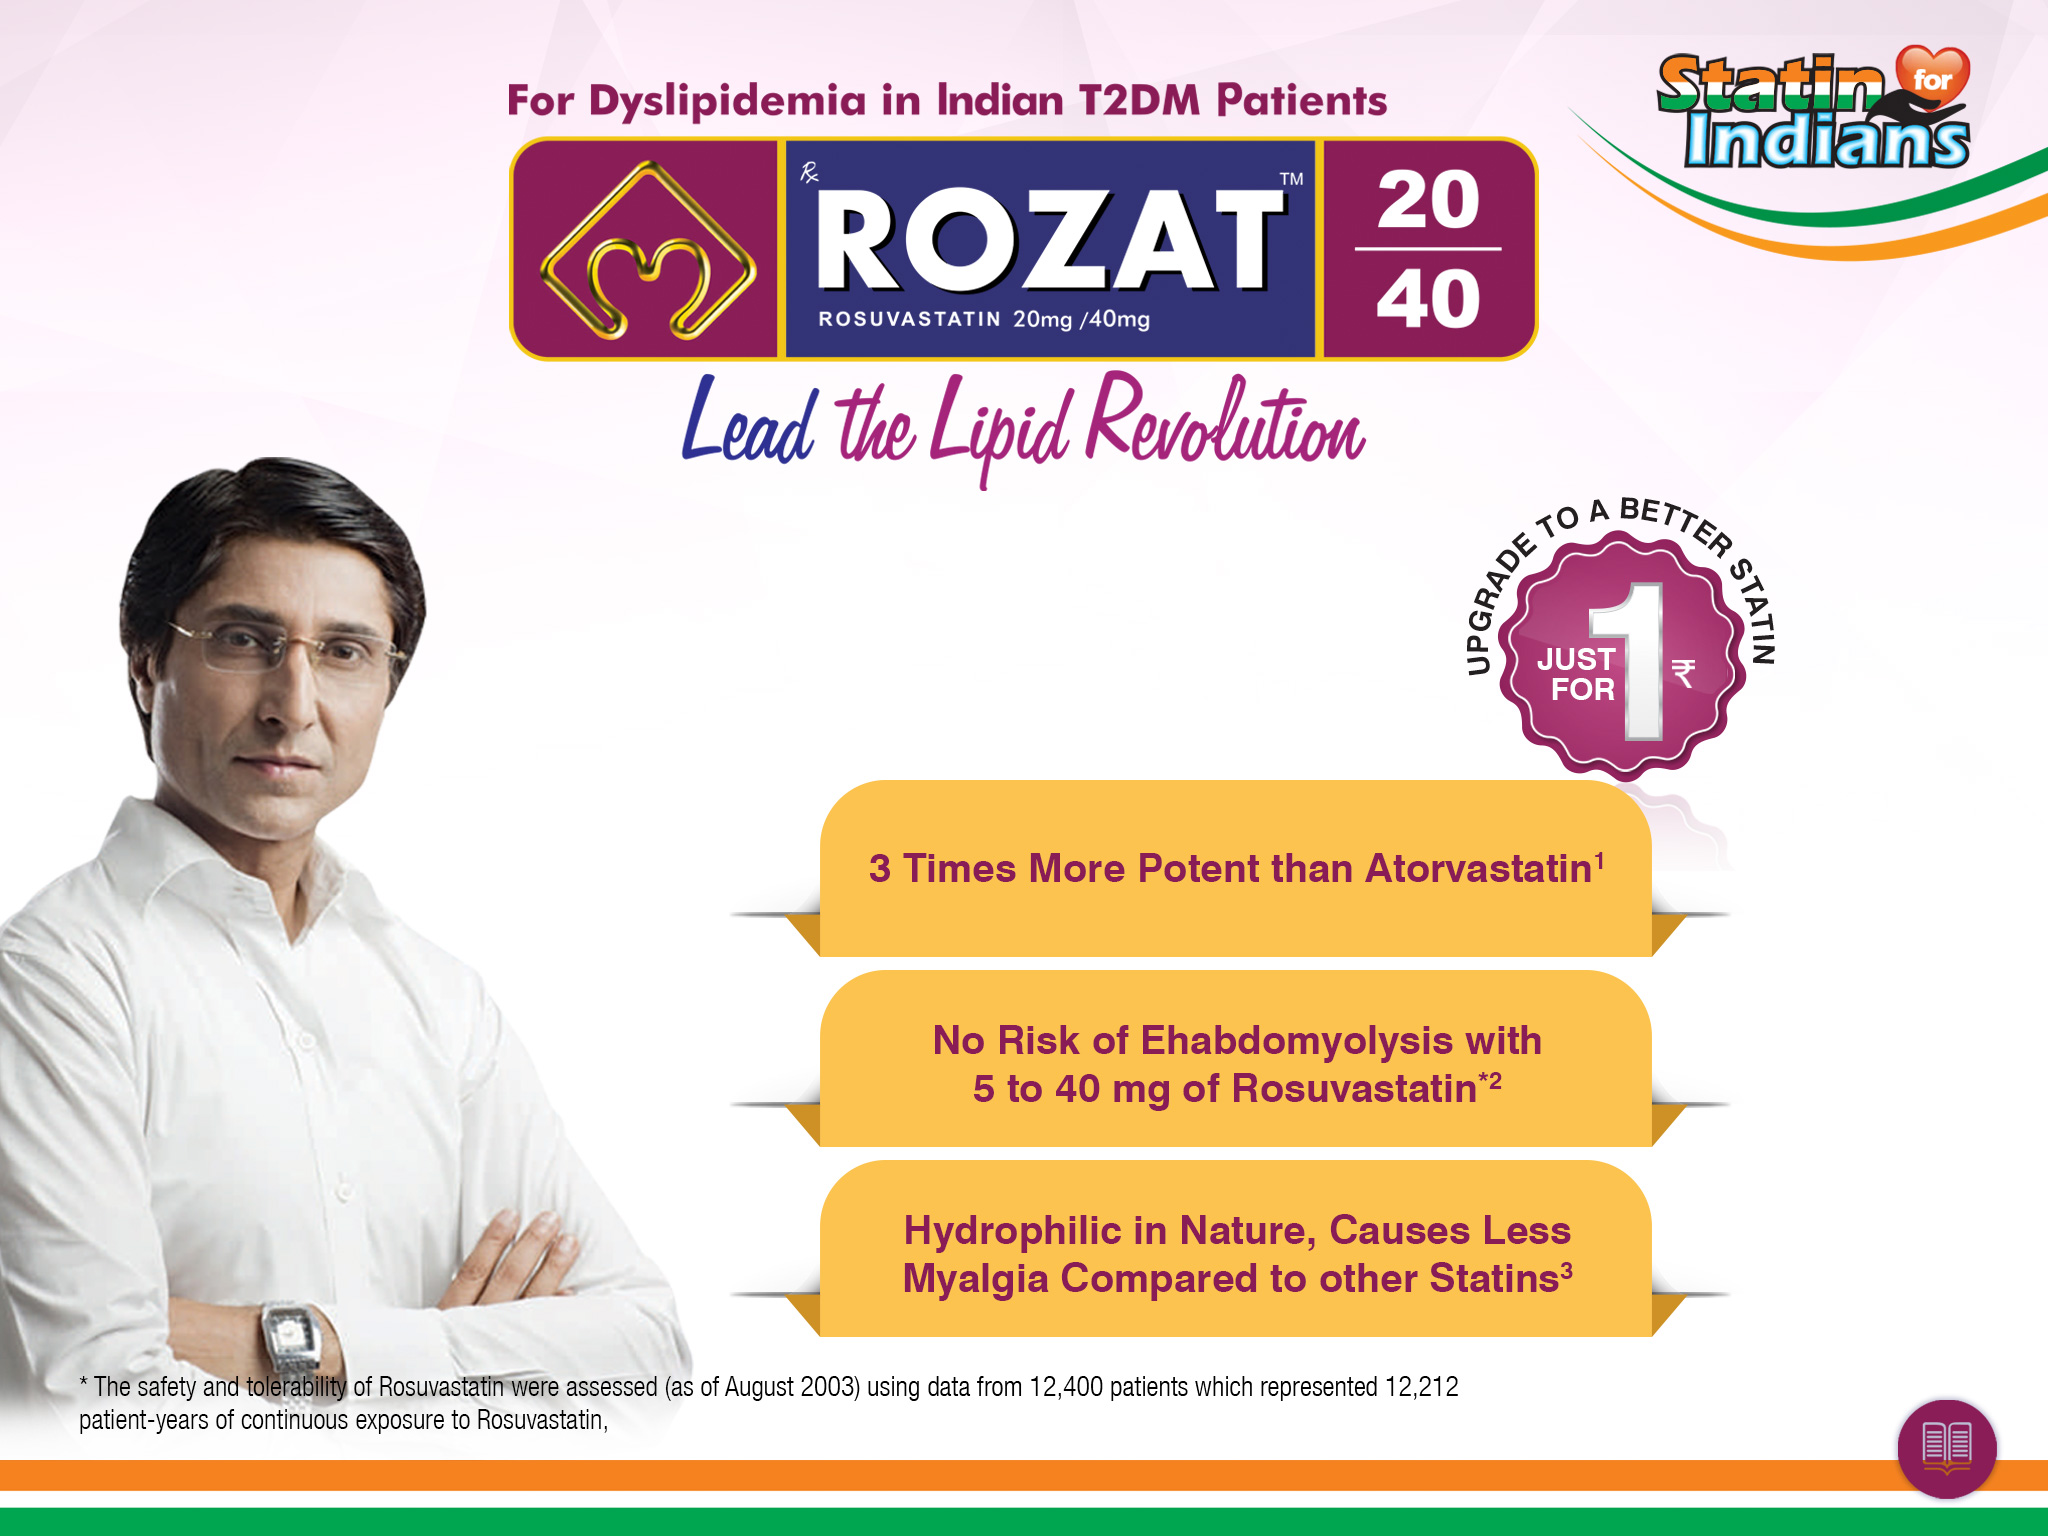 Statin for
Indians
For Dyslipidemia in Indian T2DM Patients
Rx ROZAT™
ROSUVASTATIN 20mg /40mg
20
40
Lead the Lipid Revolution
UPGRADE TO A BETTER STATIN
JUST
FOR
1 ₹
3 Times More Potent than Atorvastatin¹
No Risk of Ehabdomyolysis with
5 to 40 mg of Rosuvastatin*²
Hydrophilic in Nature, Causes Less
Myalgia Compared to other Statins³
* The safety and tolerability of Rosuvastatin were assessed (as of August 2003) using data from 12,400 patients which represented 12,212
patient-years of continuous exposure to Rosuvastatin,